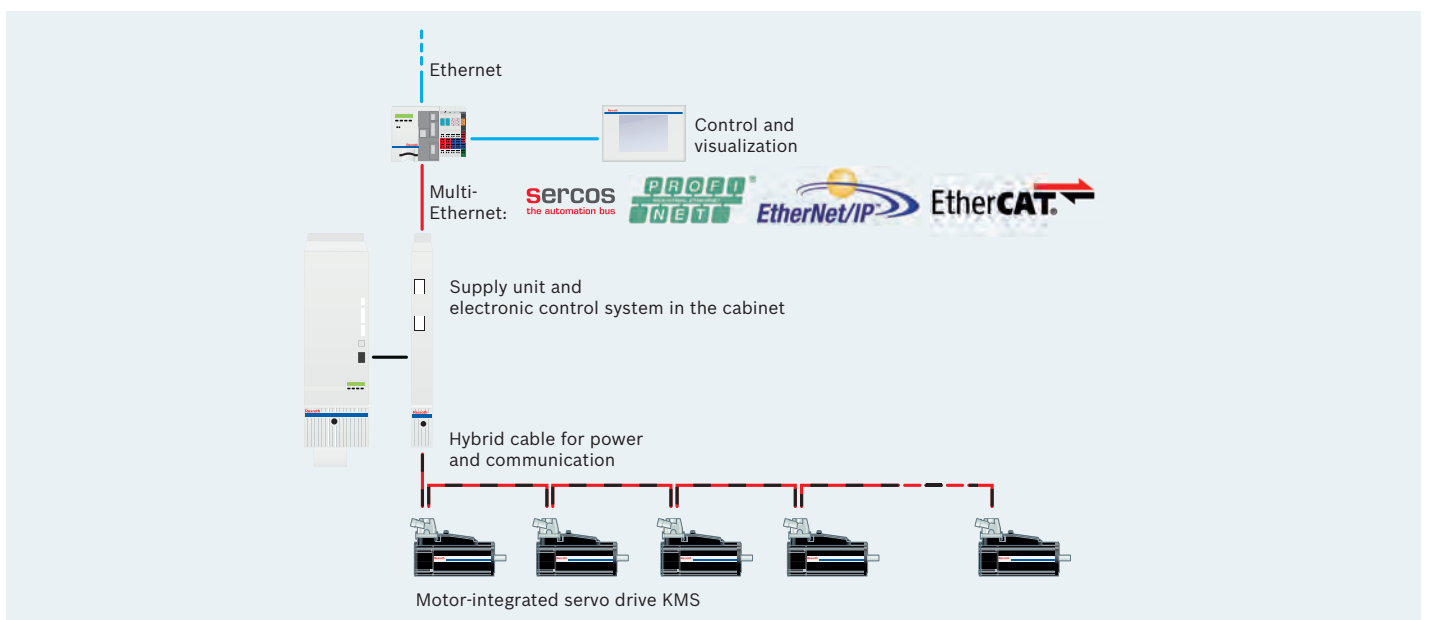 Ethernet
Control and
visualization
Multi-
Ethernet:
sercos
the automation bus
PROFI
NET
EtherNet/IP
EtherCAT.
Supply unit and
electronic control system in the cabinet
Hybrid cable for power
and communication
Motor-integrated servo drive KMS